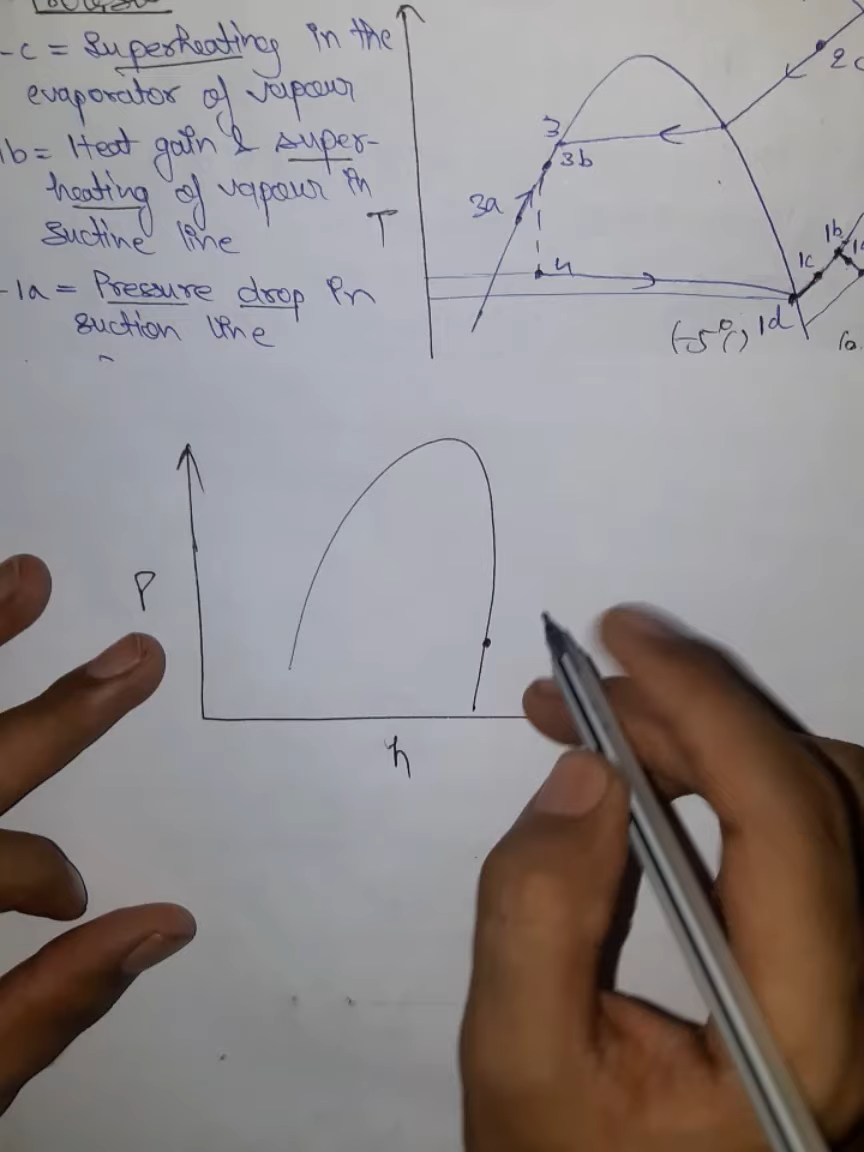 -c = Superheating in the
evaporator of vapour
1b = Heat gain & super-
heating of vapour in
suctine line
-1a = Pressure drop in
suction line
T
3
3b
3a
4
2c
1b
1c
1d
(-5°C)
1a
P
h